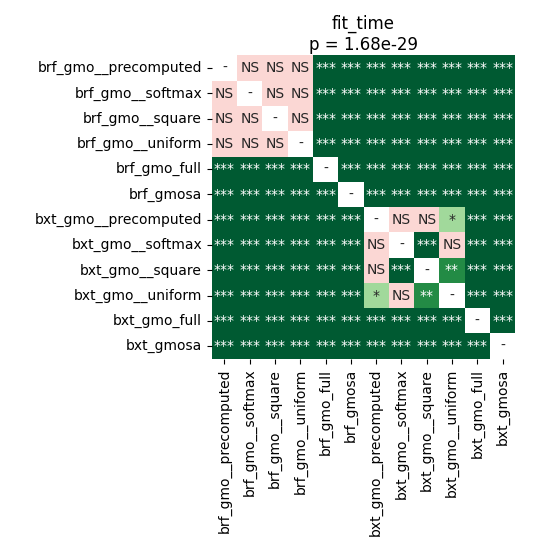 fit_time
p = 1.68e-29
brf_gmo__precomputed - NS NS NS *** *** *** *** *** *** *** ***
brf_gmo__softmax NS - NS NS *** *** *** *** *** *** *** ***
brf_gmo__square NS NS - NS *** *** *** *** *** *** *** ***
brf_gmo__uniform NS NS NS - *** *** *** *** *** *** *** ***
brf_gmo_full *** *** *** *** - *** *** *** *** *** *** ***
brf_gmosa *** *** *** *** *** - *** *** *** *** *** ***
bxt_gmo__precomputed *** *** *** *** *** *** - NS NS * *** ***
bxt_gmo__softmax *** *** *** *** *** *** NS - *** NS *** ***
bxt_gmo__square *** *** *** *** *** *** NS *** - ** *** ***
bxt_gmo__uniform *** *** *** *** *** *** * NS ** - *** ***
bxt_gmo_full *** *** *** *** *** *** *** *** *** *** - ***
bxt_gmosa *** *** *** *** *** *** *** *** *** *** *** -
brf_gmo__precomputed
brf_gmo__softmax
brf_gmo__square
brf_gmo__uniform
brf_gmo_full
brf_gmosa
bxt_gmo__precomputed
bxt_gmo__softmax
bxt_gmo__square
bxt_gmo__uniform
bxt_gmo_full
bxt_gmosa